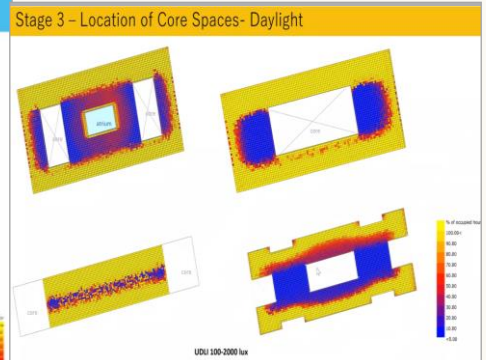 Stage 3 – Location of Core Spaces- Daylight
core
atrium
core
core
core
core
% of occupied hour
100.00<
90.00
80.00
70.00
60.00
50.00
40.00
30.00
20.00
10.00
<0.00
UDLI 100-2000 lux